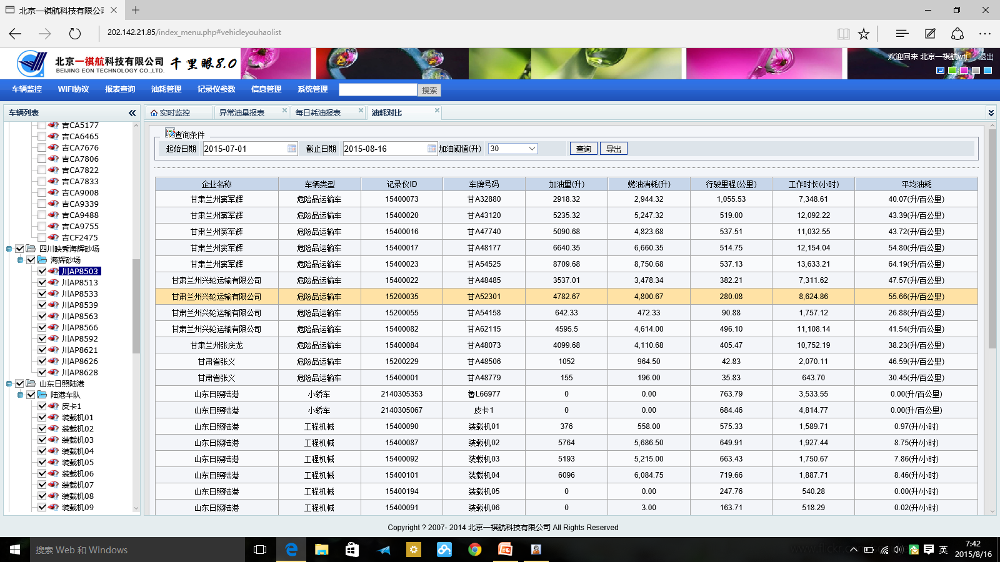 北京一祺航科技有限公司
202.142.21.85/index_menu.php#vehicleyouhaolist
北京一祺航科技有限公司 千里眼8.0
BEIJING EON TECHNOLOGY CO.,LTD.
欢迎回来 北京一祺航wtf 退出
车辆监控 WIFI协议 报表查询 油耗管理 记录仪参数 信息管理 系统管理 搜索
车辆列表
吉CA5177
吉CA6465
吉CA7676
吉CA7806
吉CA7822
吉CA7833
吉CA9008
吉CA9339
吉CA9488
吉CA9755
吉CF2475
四川映秀海辉砂场
海辉砂场
川AP8503
川AP8513
川AP8533
川AP8539
川AP8563
川AP8566
川AP8592
川AP8621
川AP8626
川AP8628
山东日照陆港
陆港车队
皮卡1
装载机01
装载机02
装载机03
装载机04
装载机05
装载机06
装载机07
装载机08
装载机09
实时监控 异常油量报表 每日耗油报表 油耗对比
查询条件
起始日期 2015-07-01 截止日期 2015-08-16 加油阈值(升) 30 查询 导出
企业名称 车辆类型 记录仪ID 车牌号码 加油量(升) 燃油消耗(升) 行驶里程(公里) 工作时长(小时) 平均油耗
甘肃兰州窦军辉 危险品运输车 15400073 甘A32880 2918.32 2,944.32 1,055.53 7,348.61 40.07(升/百公里)
甘肃兰州窦军辉 危险品运输车 15400020 甘A43120 5235.32 5,247.32 519.00 12,092.22 43.39(升/百公里)
甘肃兰州窦军辉 危险品运输车 15400016 甘A47740 5090.68 4,823.68 537.51 11,032.55 43.72(升/百公里)
甘肃兰州窦军辉 危险品运输车 15400017 甘A48177 6640.35 6,660.35 514.75 12,154.04 54.80(升/百公里)
甘肃兰州窦军辉 危险品运输车 15400023 甘A54525 8709.68 8,750.68 537.13 13,633.21 64.19(升/百公里)
甘肃兰州兴轮运输有限公司 危险品运输车 15400022 甘A48485 3537.01 3,478.34 382.21 7,311.62 47.57(升/百公里)
甘肃兰州兴轮运输有限公司 危险品运输车 15200035 甘A52301 4782.67 4,800.67 280.08 8,624.86 55.66(升/百公里)
甘肃兰州兴轮运输有限公司 危险品运输车 15200055 甘A54158 642.33 472.33 90.88 1,757.12 26.88(升/百公里)
甘肃兰州兴轮运输有限公司 危险品运输车 15400082 甘A62115 4595.5 4,614.00 496.10 11,108.14 41.54(升/百公里)
甘肃兰州张庆龙 危险品运输车 15400084 甘A48073 4099.68 4,110.68 405.47 10,752.19 38.23(升/百公里)
甘肃省张义 危险品运输车 15200229 甘A48506 1052 964.50 42.83 2,070.11 46.59(升/百公里)
甘肃省张义 危险品运输车 15400001 甘A48779 155 196.00 35.83 643.70 30.45(升/百公里)
山东日照陆港 小轿车 2140305353 鲁L66977 0 0.00 763.79 3,533.55 0.00(升/百公里)
山东日照陆港 小轿车 2140305067 皮卡1 0 0.00 684.46 4,814.77 0.00(升/百公里)
山东日照陆港 工程机械 15400090 装载机01 376 558.00 575.33 1,589.71 0.97(升/小时)
山东日照陆港 工程机械 15400087 装载机02 5764 5,686.50 649.91 1,927.44 8.75(升/小时)
山东日照陆港 工程机械 15400092 装载机03 5193 5,215.00 663.43 1,750.67 7.86(升/小时)
山东日照陆港 工程机械 15400101 装载机04 6096 6,084.75 719.66 1,887.71 8.46(升/小时)
山东日照陆港 工程机械 15400194 装载机05 0 0.00 247.76 540.28 0.00(升/小时)
山东日照陆港 工程机械 15400091 装载机06 0 3.00 163.71 518.29 0.02(升/小时)
Copyright ? 2007- 2014 北京一祺航科技有限公司 All Rights Reserved
搜索 Web 和 Windows
英
7:42
2015/8/16